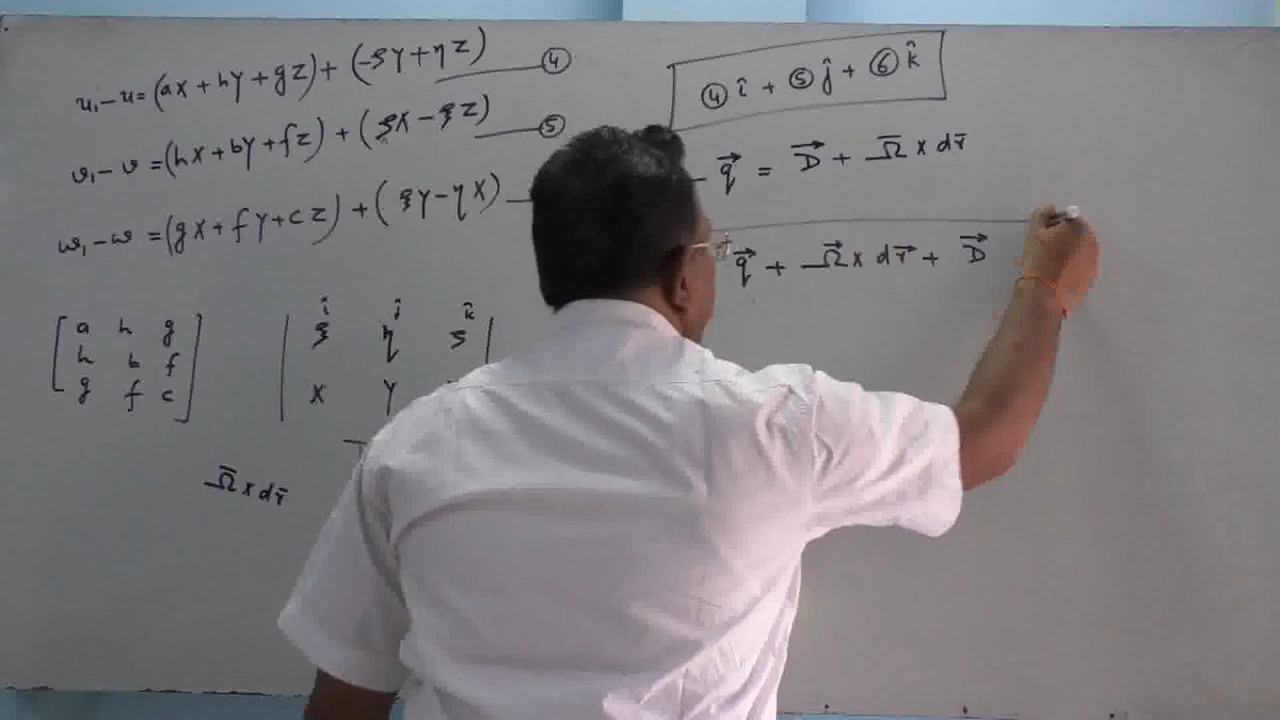 u₁-u = (ax + hy + gz) + (-ζy + ηz) —④
v₁-v = (hx + by + fz) + (ζx - ξz) —⑤
w₁-w = (gx + fy + cz) + (ξy - ηx) —
④ î + ⑤ ĵ + ⑥ k̂
- q⃗ = D⃗ + Ω̅ × dr̅
q⃗ + Ω⃗ × dr⃗ + D⃗
[ a h g
h b f
g f c ]
| î ĵ k̂
ξ η ζ |
x y
Ω̅ × dr̅